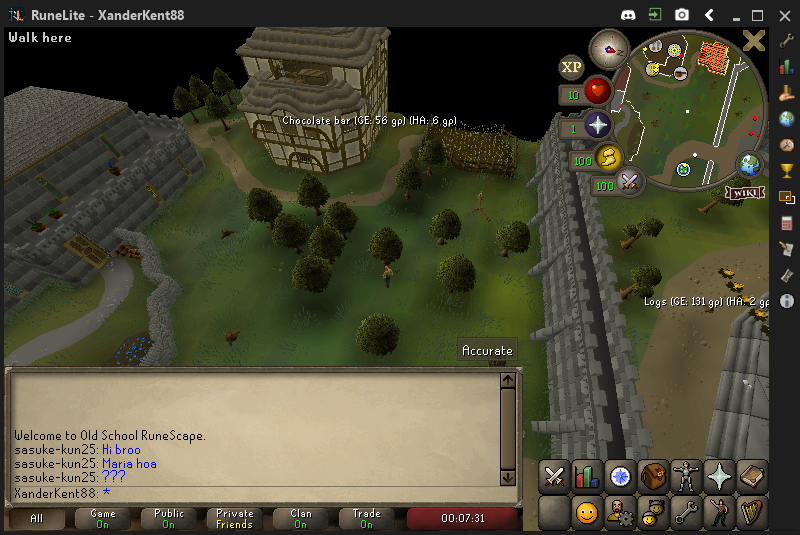 RuneLite - XanderKent88
Walk here
XP
10
1
100
100
WIKI
Chocolate bar (GE: 56 gp) (HA: 6 gp)
Logs (GE: 131 gp) (HA: 2 gp
Accurate
Welcome to Old School RuneScape.
sasuke-kun25: Hi broo
sasuke-kun25: Maria hoa
sasuke-kun25: ???
XanderKent88: *
All
Game
On
Public
On
Private
Friends
Clan
On
Trade
On
00:07:31